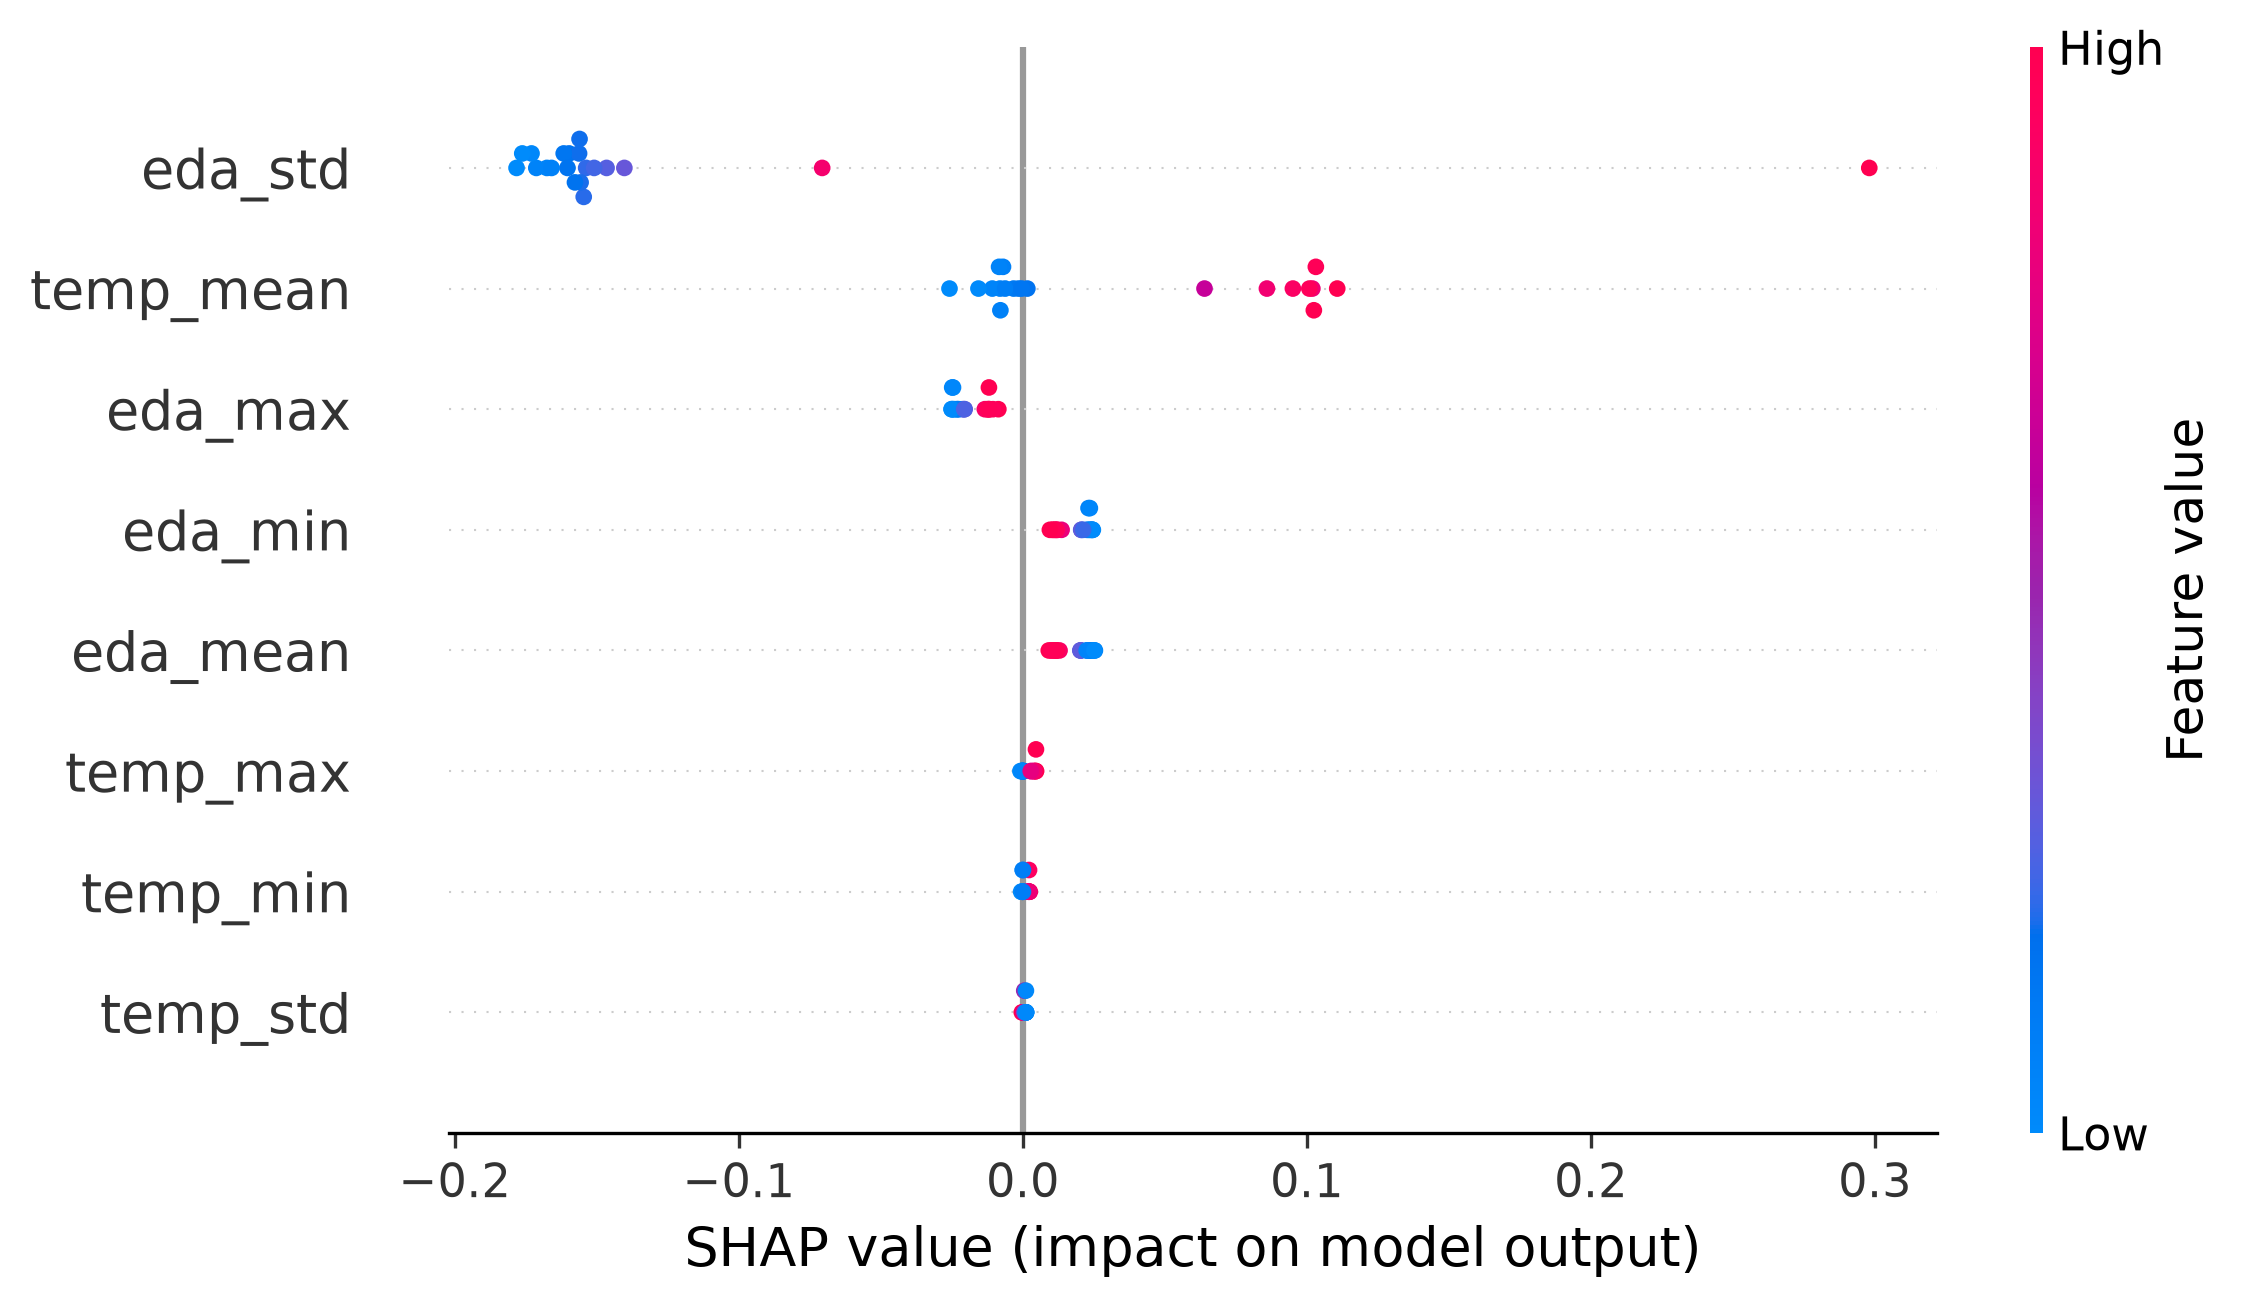 High
eda_std
temp_mean
eda_max
eda_min
eda_mean
temp_max
temp_min
temp_std
Feature value
Low
−0.2 −0.1 0.0 0.1 0.2 0.3
SHAP value (impact on model output)